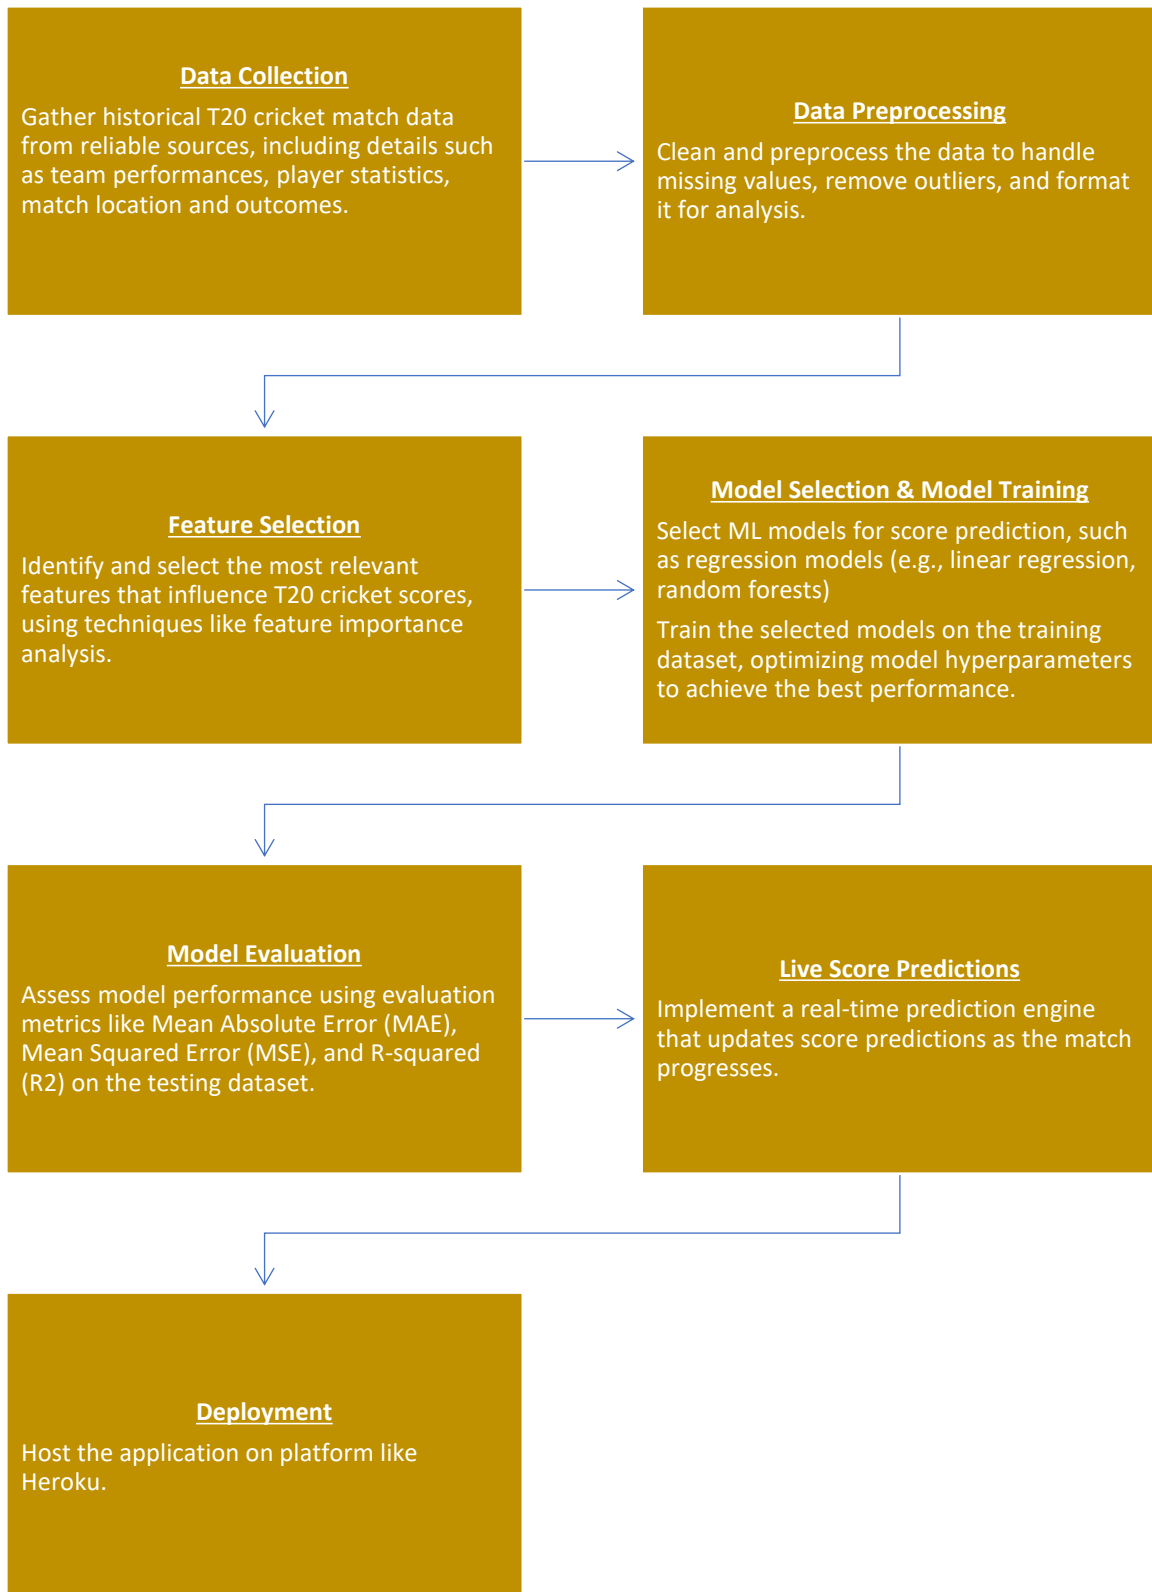 Data Collection
Gather historical T20 cricket match data
from reliable sources, including details such
as team performances, player statistics,
match location and outcomes.
Data Preprocessing
Clean and preprocess the data to handle
missing values, remove outliers, and format
it for analysis.
Feature Selection
Identify and select the most relevant
features that influence T20 cricket scores,
using techniques like feature importance
analysis.
Model Selection & Model Training
Select ML models for score prediction, such
as regression models (e.g., linear regression,
random forests)
Train the selected models on the training
dataset, optimizing model hyperparameters
to achieve the best performance.
Model Evaluation
Assess model performance using evaluation
metrics like Mean Absolute Error (MAE),
Mean Squared Error (MSE), and R-squared
(R2) on the testing dataset.
Live Score Predictions
Implement a real-time prediction engine
that updates score predictions as the match
progresses.
Deployment
Host the application on platform like
Heroku.